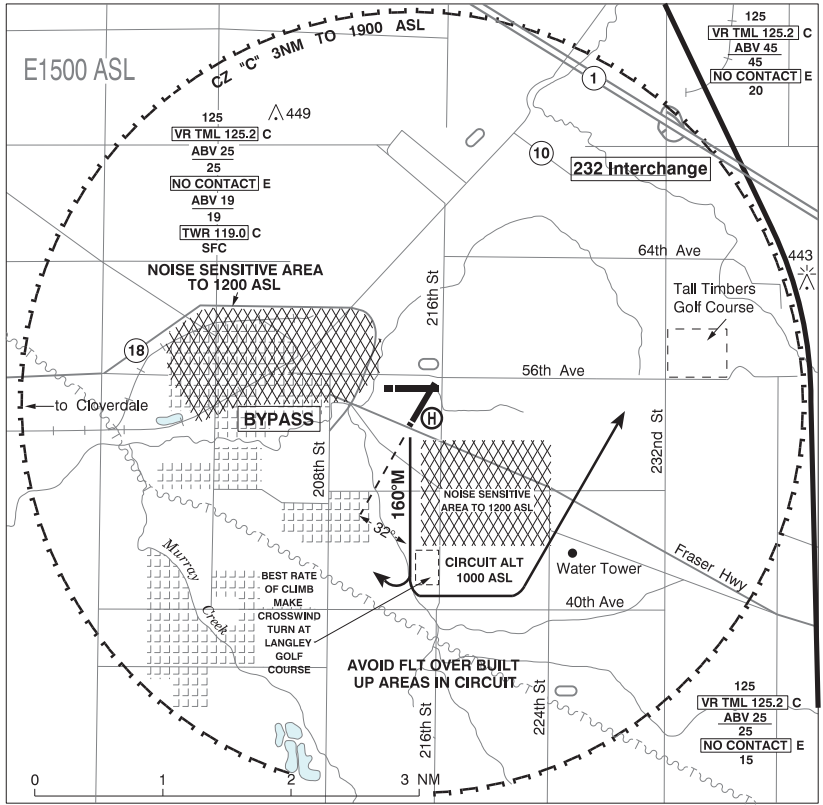 CZ "C" 3NM TO 1900 ASL
E1500 ASL
125
VR TML 125.2 C
ABV 45
45
NO CONTACT E
20
1
449
125
VR TML 125.2 C
ABV 25
25
NO CONTACT E
ABV 19
19
TWR 119.0 C
SFC
10
232 Interchange
NOISE SENSITIVE AREA
TO 1200 ASL
64th Ave
443
216th St
Tall Timbers
Golf Course
18
56th Ave
to Cloverdale
BYPASS
H
208th St
232nd St
160°M
NOISE SENSITIVE
AREA TO 1200 ASL
32°
Murray
Creek
CIRCUIT ALT
1000 ASL
Water Tower
Fraser Hwy
BEST RATE
OF CLIMB
MAKE
CROSSWIND
TURN AT
LANGLEY
GOLF
COURSE
40th Ave
AVOID FLT OVER BUILT
UP AREAS IN CIRCUIT
216th St
224th St
125
VR TML 125.2 C
ABV 25
25
NO CONTACT E
15
0 1 2 3 NM